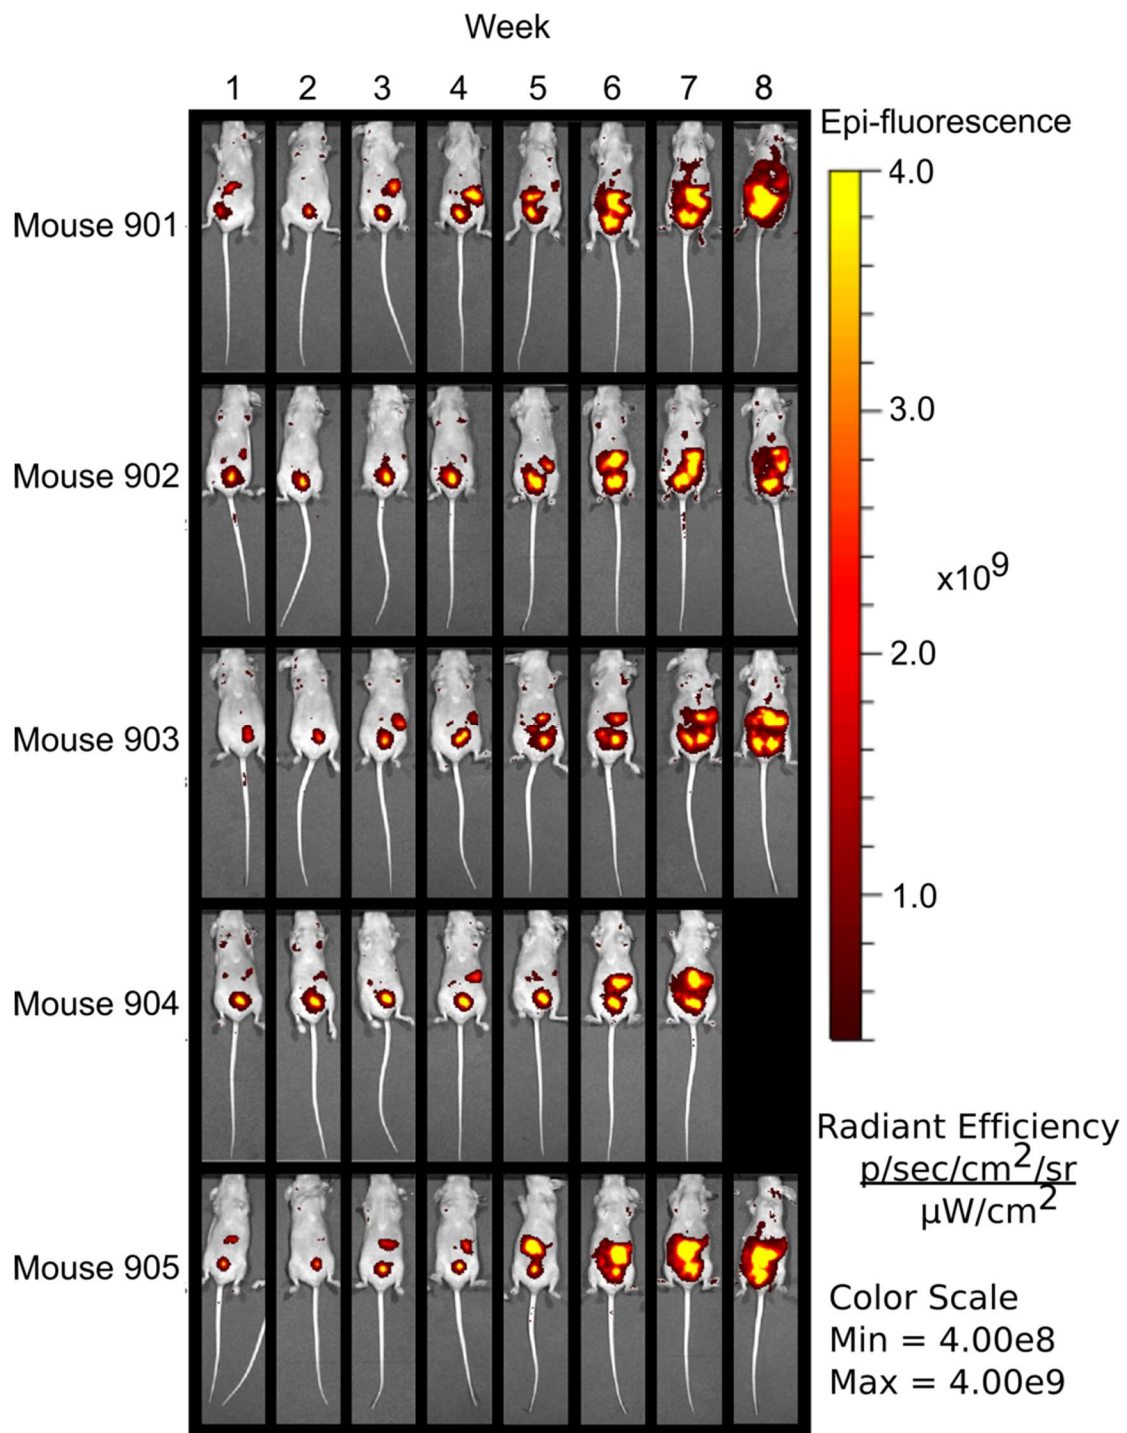 Week
1 2 3 4 5 6 7 8
Epi-fluorescence
Mouse 901
Mouse 902
Mouse 903
Mouse 904
Mouse 905
4.0
3.0
x10⁹
2.0
1.0
Radiant Efficiency
p/sec/cm²/sr
µW/cm²
Color Scale
Min = 4.00e8
Max = 4.00e9